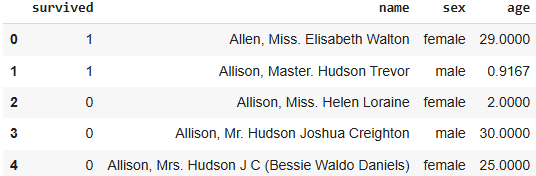 survived name sex age
0 1 Allen, Miss. Elisabeth Walton female 29.0000
1 1 Allison, Master. Hudson Trevor male 0.9167
2 0 Allison, Miss. Helen Loraine female 2.0000
3 0 Allison, Mr. Hudson Joshua Creighton male 30.0000
4 0 Allison, Mrs. Hudson J C (Bessie Waldo Daniels) female 25.0000